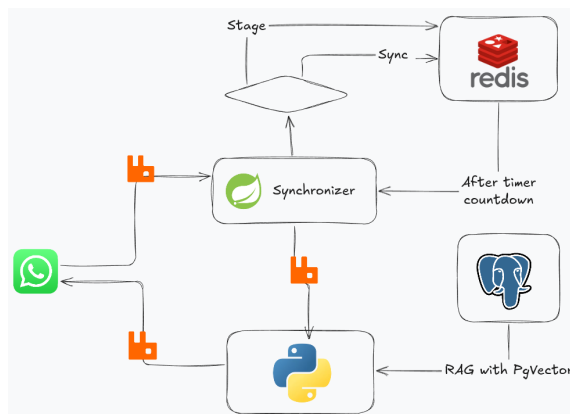 Stage
Sync
redis
Synchronizer
After timer
countdown
RAG with PgVector